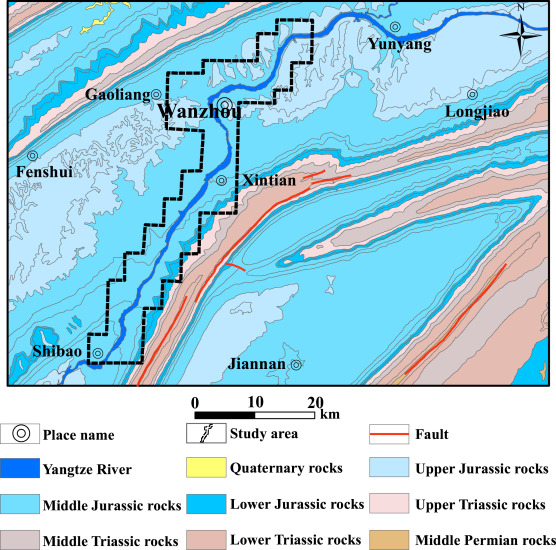 N
Yunyang
Gaoliang
Wanzhou
Longjiao
Fenshui
Xintian
Shibao
Jiannan
0 10 20
km
Place name
Study area
Fault
Yangtze River
Quaternary rocks
Upper Jurassic rocks
Middle Jurassic rocks
Lower Jurassic rocks
Upper Triassic rocks
Middle Triassic rocks
Lower Triassic rocks
Middle Permian rocks